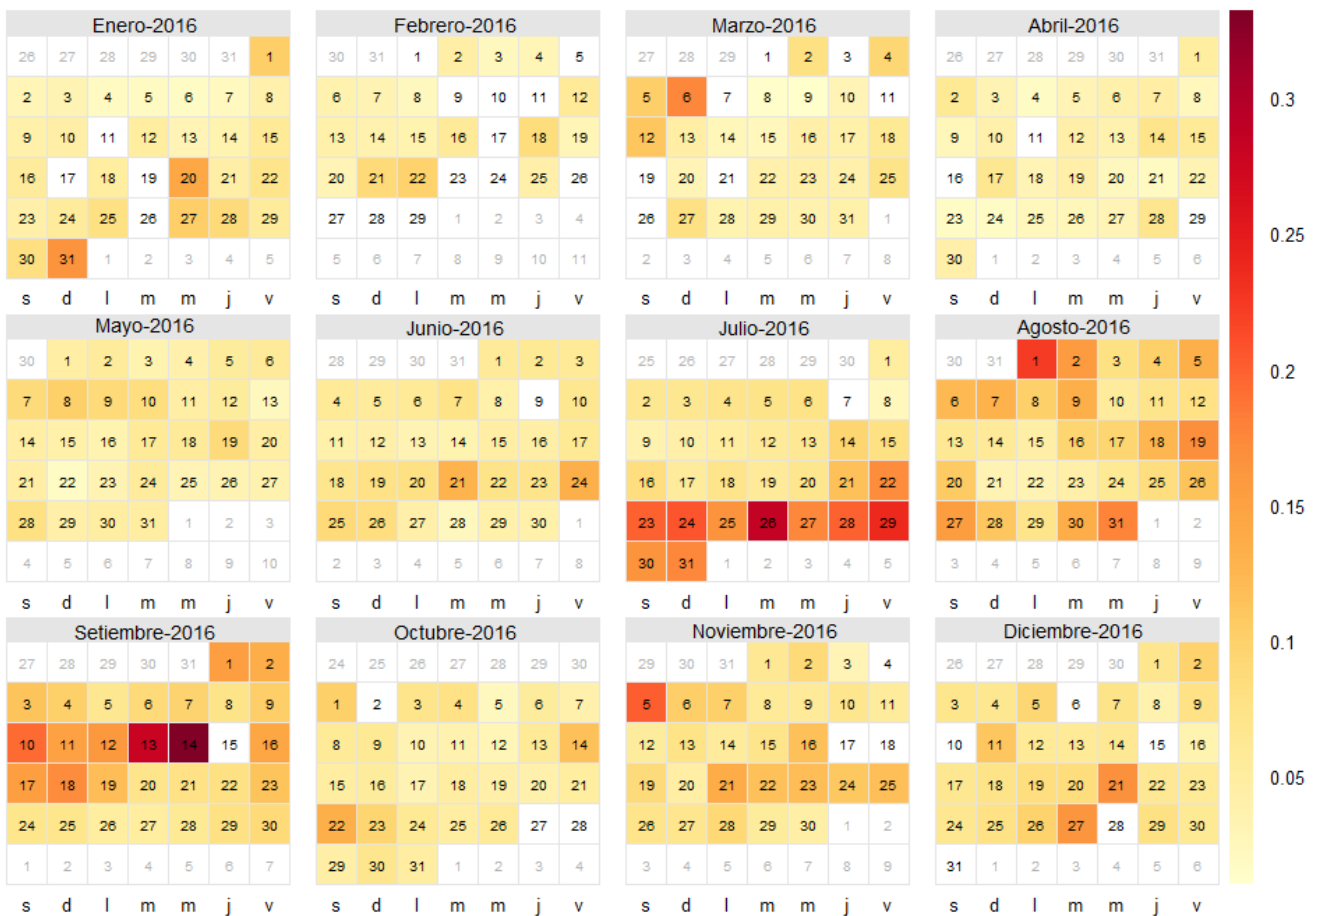 Enero-2016 Febrero-2016 Marzo-2016 Abril-2016
26 27 28 29 30 31 1 30 31 1 2 3 4 5 27 28 29 1 2 3 4 26 27 28 29 30 31 1
2 3 4 5 6 7 8 6 7 8 9 10 11 12 5 6 7 8 9 10 11 2 3 4 5 6 7 8
0.3
9 10 11 12 13 14 15 13 14 15 16 17 18 19 12 13 14 15 16 17 18 9 10 11 12 13 14 15
16 17 18 19 20 21 22 20 21 22 23 24 25 26 19 20 21 22 23 24 25 16 17 18 19 20 21 22
23 24 25 26 27 28 29 27 28 29 1 2 3 4 26 27 28 29 30 31 1 23 24 25 26 27 28 29
0.25
30 31 1 2 3 4 5 5 6 7 8 9 10 11 2 3 4 5 6 7 8 30 1 2 3 4 5 6
s d l m m j v s d l m m j v s d l m m j v s d l m m j v
Mayo-2016 Junio-2016 Julio-2016 Agosto-2016
30 1 2 3 4 5 6 28 29 30 31 1 2 3 25 26 27 28 29 30 1 30 31 1 2 3 4 5
0.2
7 8 9 10 11 12 13 4 5 6 7 8 9 10 2 3 4 5 6 7 8 6 7 8 9 10 11 12
14 15 16 17 18 19 20 11 12 13 14 15 16 17 9 10 11 12 13 14 15 13 14 15 16 17 18 19
21 22 23 24 25 26 27 18 19 20 21 22 23 24 16 17 18 19 20 21 22 20 21 22 23 24 25 26
0.15
28 29 30 31 1 2 3 25 26 27 28 29 30 1 23 24 25 26 27 28 29 27 28 29 30 31 1 2
4 5 6 7 8 9 10 2 3 4 5 6 7 8 30 31 1 2 3 4 5 3 4 5 6 7 8 9
s d l m m j v s d l m m j v s d l m m j v s d l m m j v
Setiembre-2016 Octubre-2016 Noviembre-2016 Diciembre-2016
0.1
27 28 29 30 31 1 2 24 25 26 27 28 29 30 29 30 31 1 2 3 4 26 27 28 29 30 1 2
3 4 5 6 7 8 9 1 2 3 4 5 6 7 5 6 7 8 9 10 11 3 4 5 6 7 8 9
10 11 12 13 14 15 16 8 9 10 11 12 13 14 12 13 14 15 16 17 18 10 11 12 13 14 15 16
0.05
17 18 19 20 21 22 23 15 16 17 18 19 20 21 19 20 21 22 23 24 25 17 18 19 20 21 22 23
24 25 26 27 28 29 30 22 23 24 25 26 27 28 26 27 28 29 30 1 2 24 25 26 27 28 29 30
1 2 3 4 5 6 7 29 30 31 1 2 3 4 3 4 5 6 7 8 9 31 1 2 3 4 5 6
s d l m m j v s d l m m j v s d l m m j v s d l m m j v